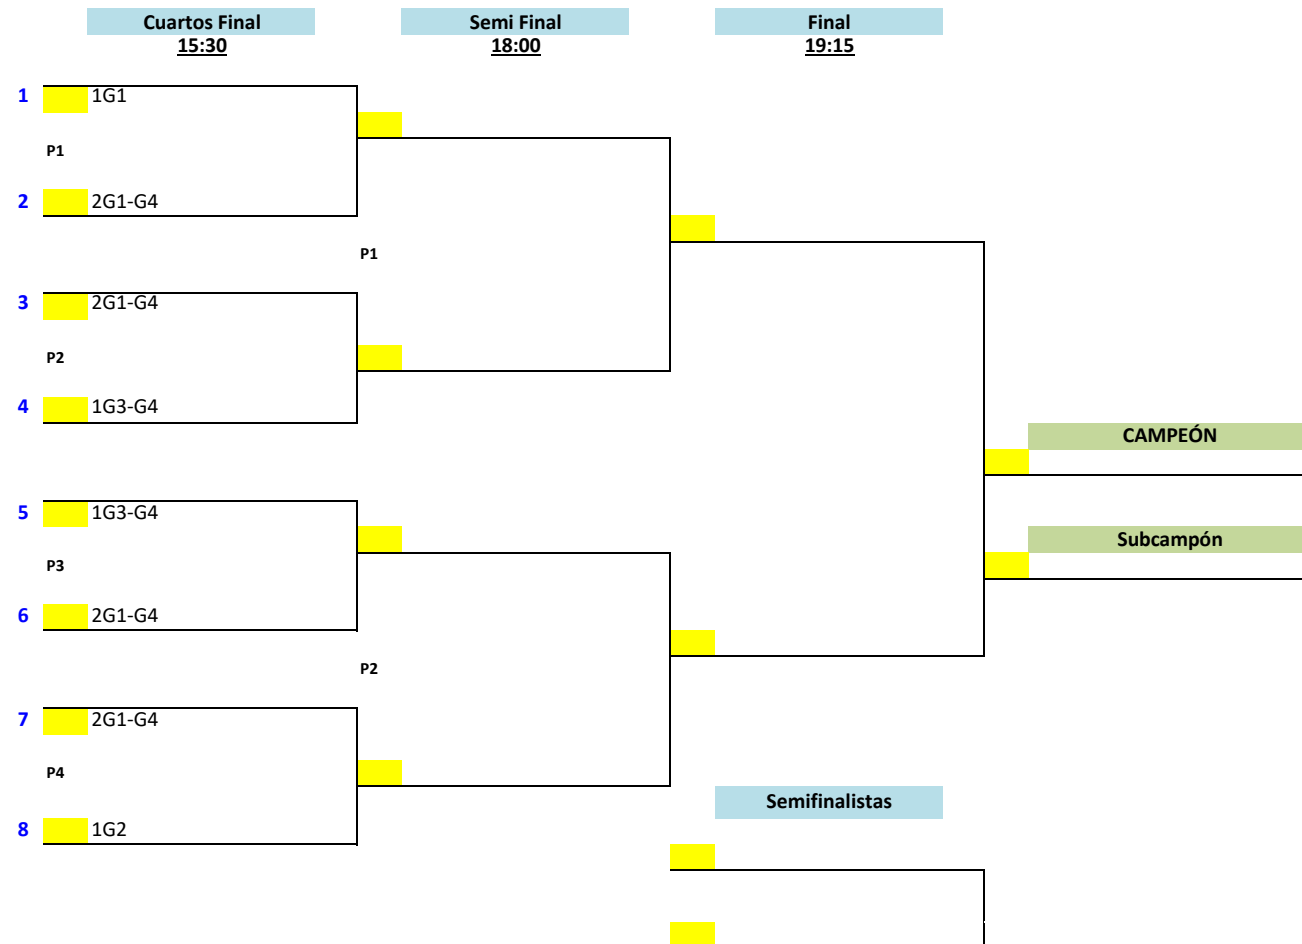 Cuartos Final Semi Final Final
15:30 18:00 19:15
1 1G1
P1
2 2G1-G4
P1
3 2G1-G4
P2
4 1G3-G4
CAMPEÓN
5 1G3-G4
Subcampón
P3
6 2G1-G4
P2
7 2G1-G4
P4
Semifinalistas
8 1G2